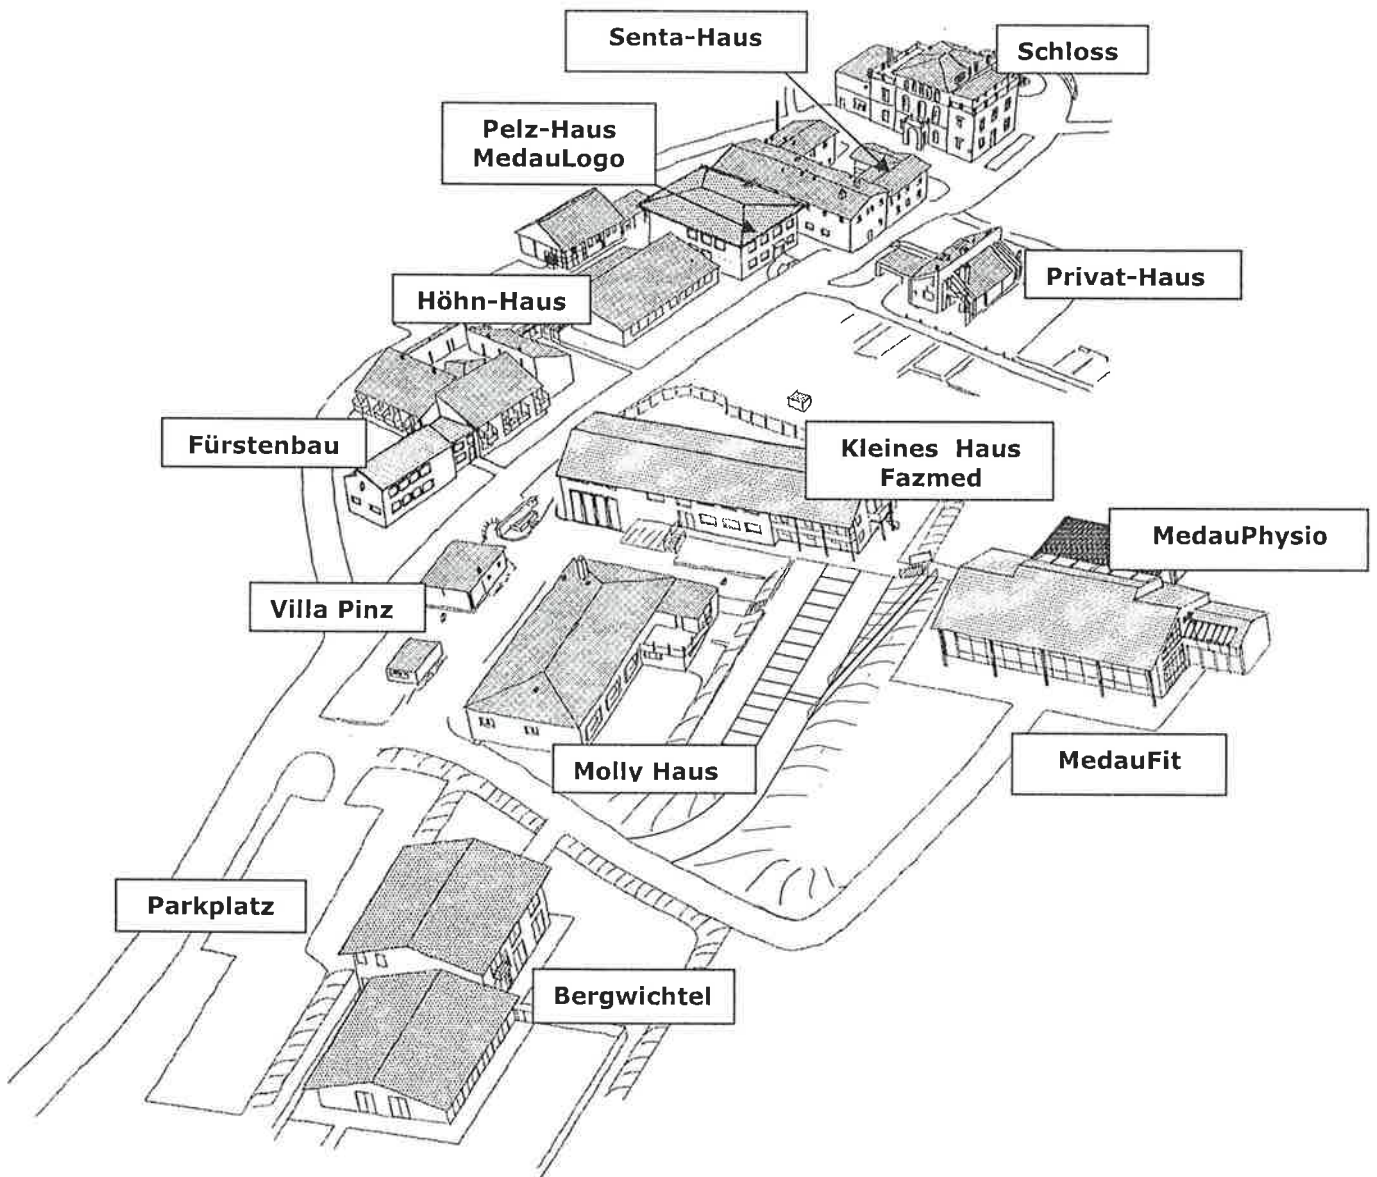 Senta-Haus
Schloss
Pelz-Haus
MedauLogo
Privat-Haus
Höhn-Haus
Fürstenbau
Kleines Haus
Fazmed
MedauPhysio
Villa Pinz
MedauFit
Molly Haus
Parkplatz
Bergwichtel